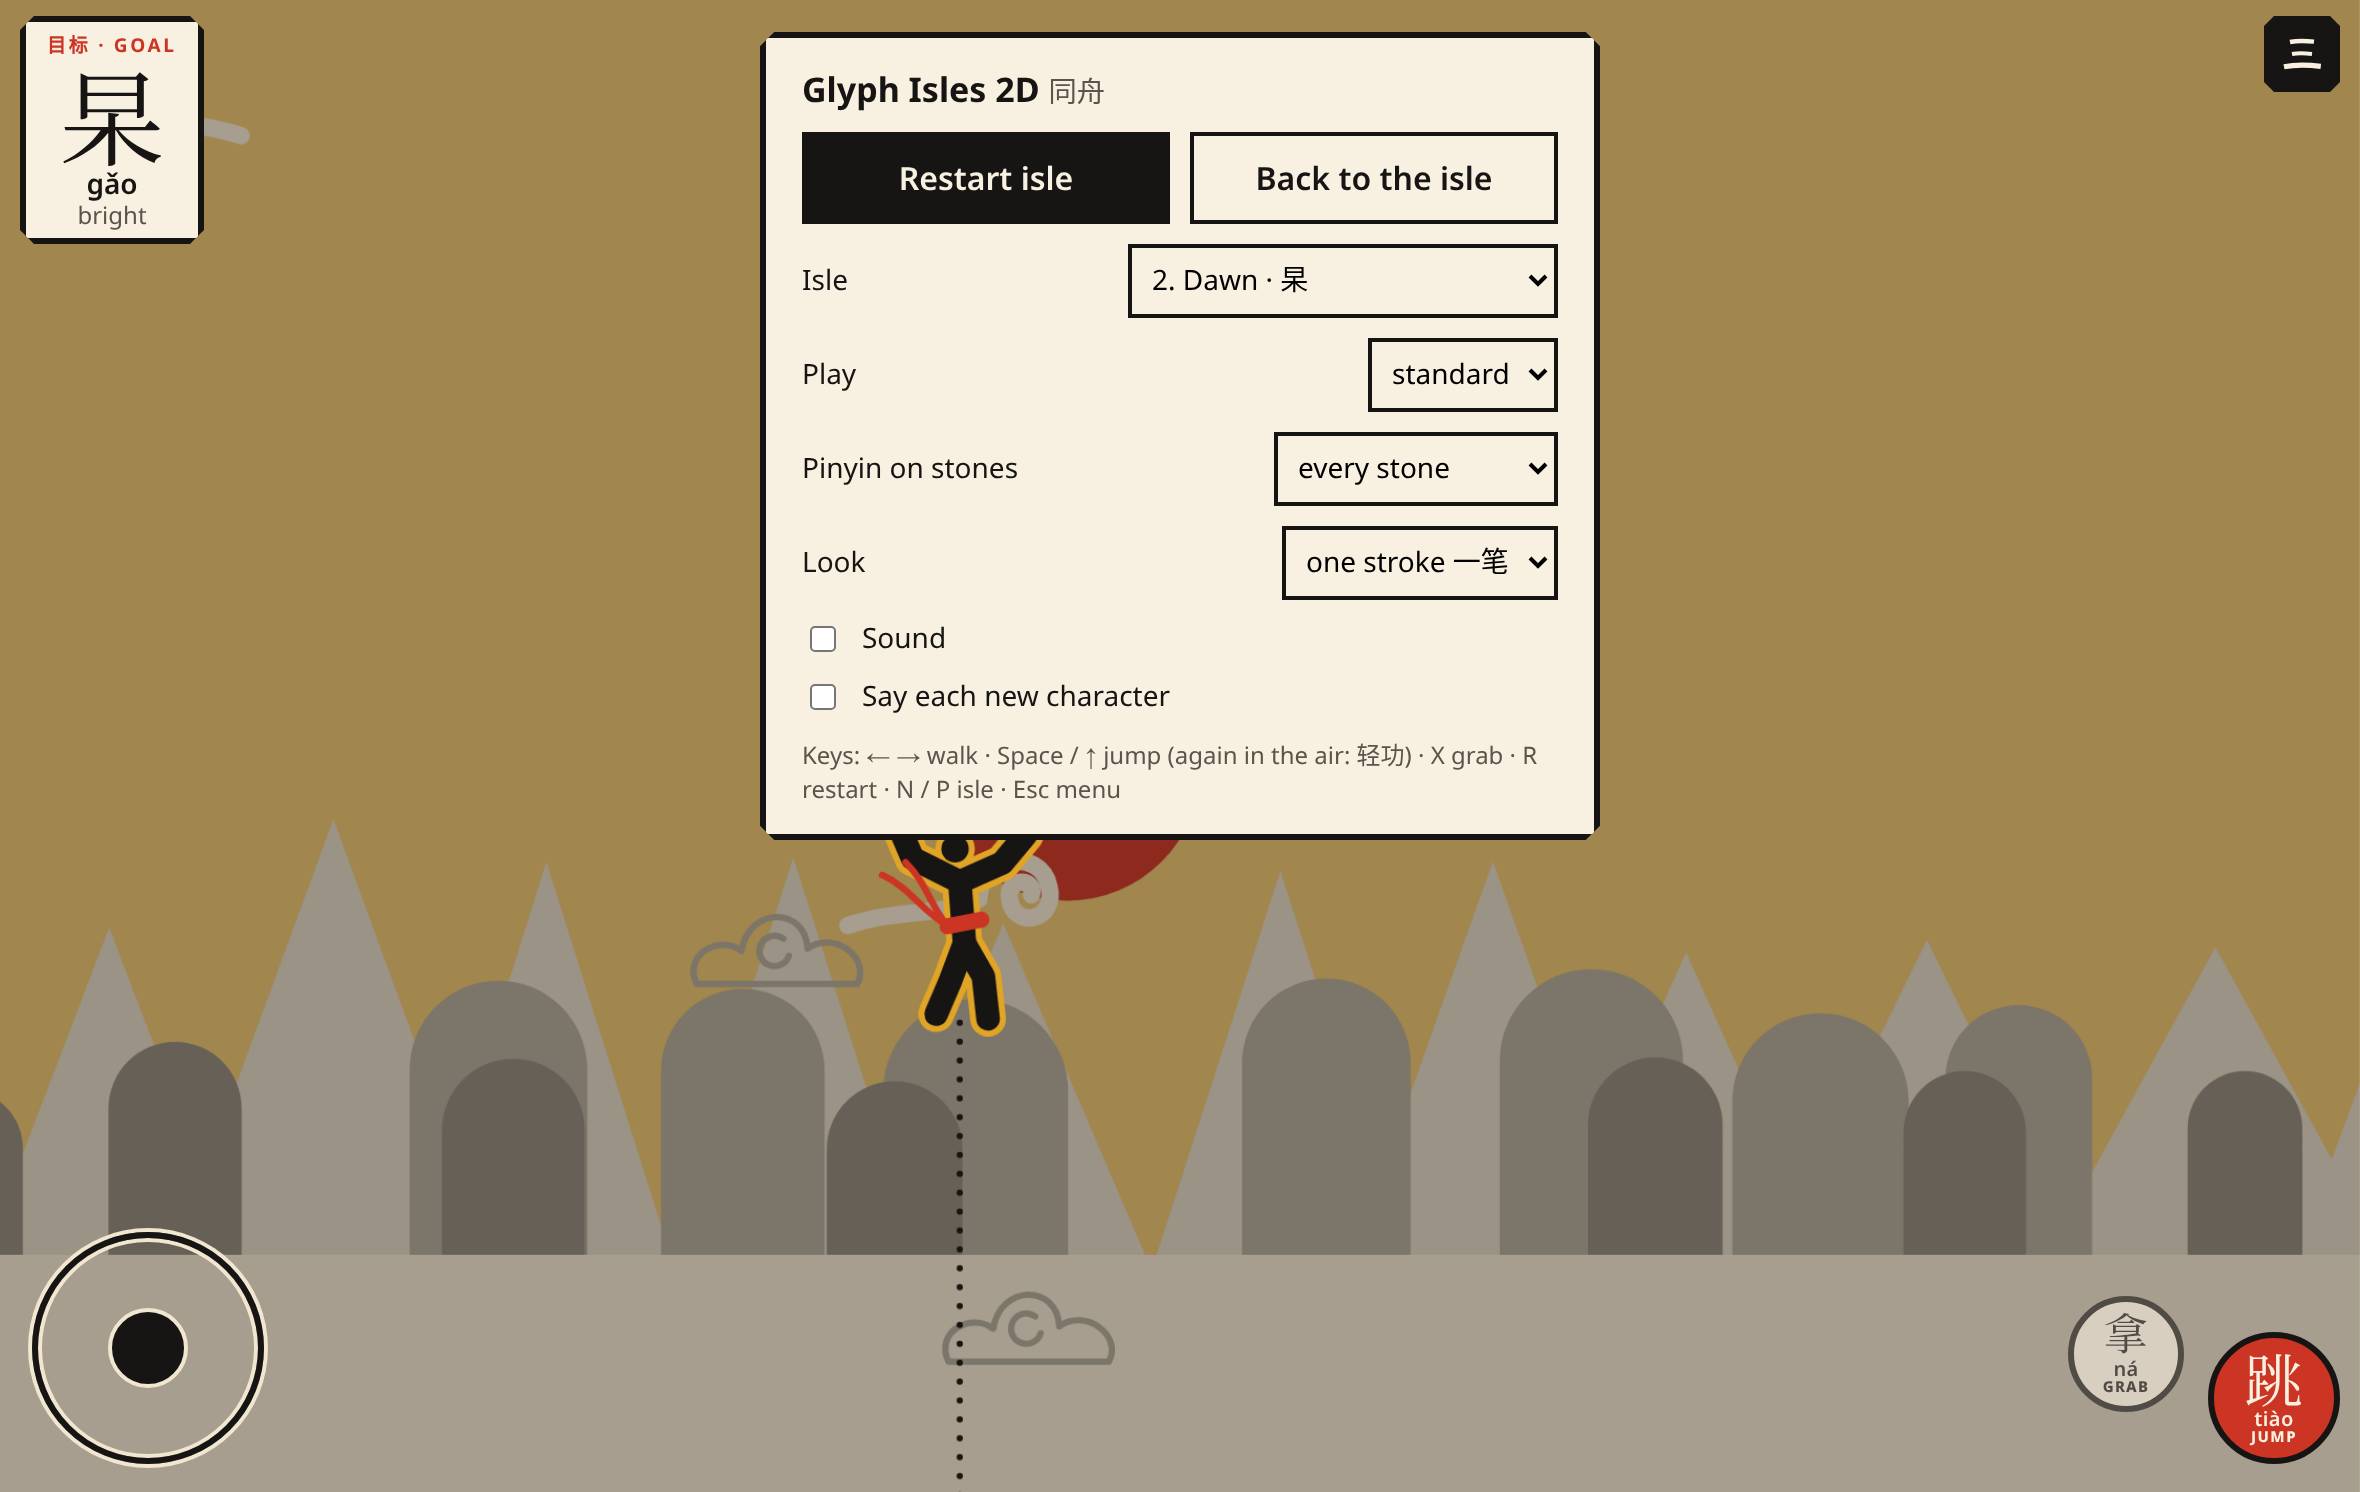 目标 · GOAL
杲
gǎo
bright
三
Glyph Isles 2D 同舟
Restart isle
Back to the isle
Isle
2. Dawn · 杲
Play
standard
Pinyin on stones
every stone
Look
one stroke 一笔
Sound
Say each new character
Keys: ←→ walk · Space / ↑ jump (again in the air: 轻功) · X grab · R
restart · N / P isle · Esc menu
拿
ná
GRAB
跳
tiào
JUMP